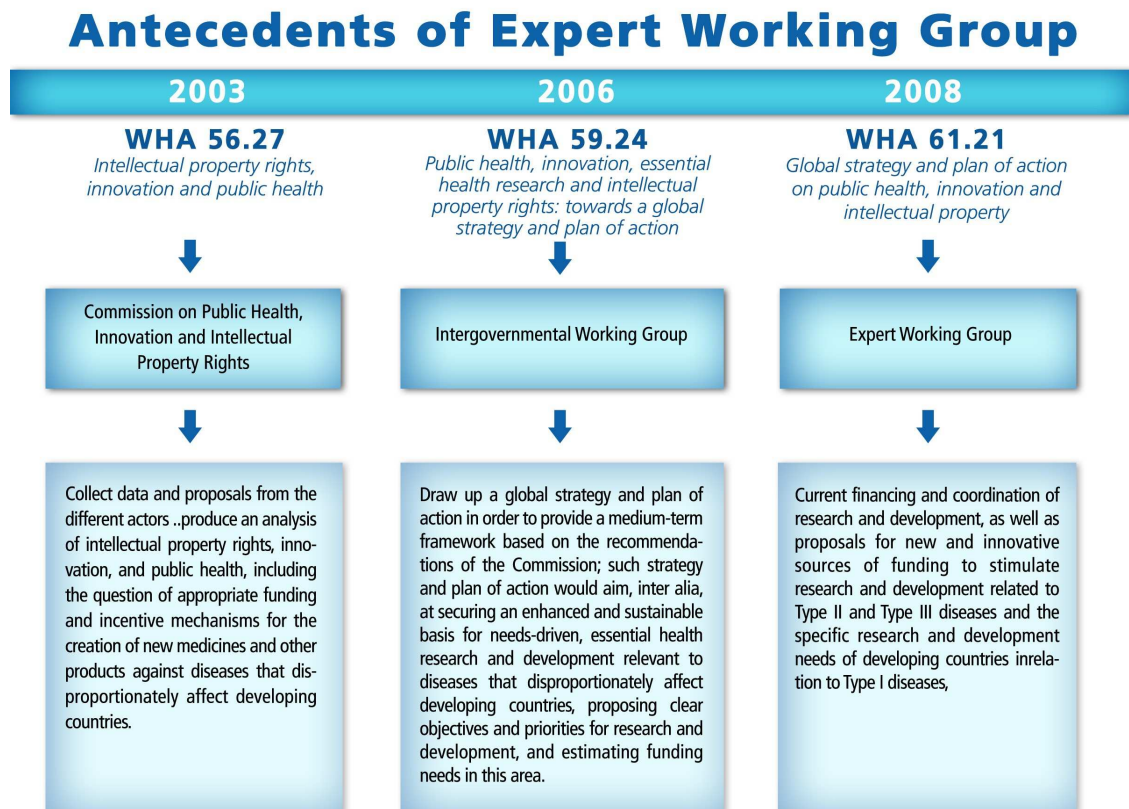 Antecedents of Expert Working Group
2003
2006
2008
WHA 56.27
Intellectual property rights,
innovation and public health
WHA 59.24
Public health, innovation, essential
health research and intellectual
property rights: towards a global
strategy and plan of action
WHA 61.21
Global strategy and plan of action
on public health, innovation and
intellectual property
Commission on Public Health,
Innovation and Intellectual
Property Rights
Intergovernmental Working Group
Expert Working Group
Collect data and proposals from the
different actors ..produce an analysis
of intellectual property rights, inno-
vation, and public health, including
the question of appropriate funding
and incentive mechanisms for the
creation of new medicines and other
products against diseases that dis-
proportionately affect developing
countries.
Draw up a global strategy and plan of
action in order to provide a medium-term
framework based on the recommenda-
tions of the Commission; such strategy
and plan of action would aim, inter alia,
at securing an enhanced and sustainable
basis for needs-driven, essential health
research and development relevant to
diseases that disproportionately affect
developing countries, proposing clear
objectives and priorities for research and
development, and estimating funding
needs in this area.
Current financing and coordination of
research and development, as well as
proposals for new and innovative
sources of funding to stimulate
research and development related to
Type II and Type III diseases and the
specific research and development
needs of developing countries inrela-
tion to Type I diseases,